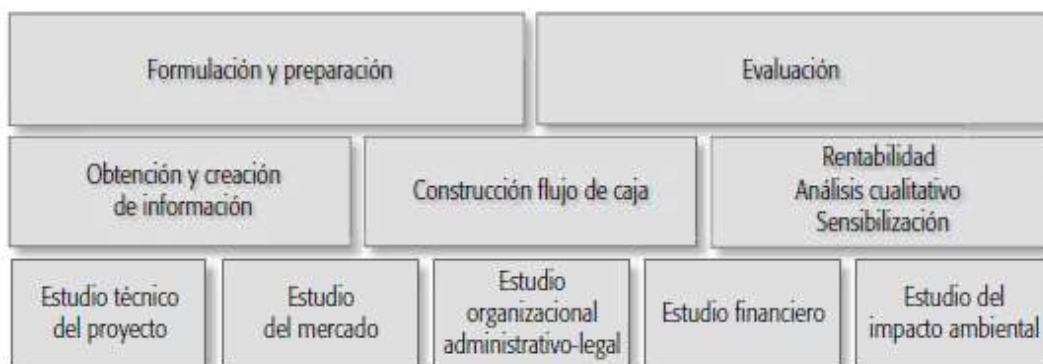 Formulación y preparación
Evaluación
Obtención y creación
de información
Construcción flujo de caja
Rentabilidad
Análisis cualitativo
Sensibilización
Estudio técnico
del proyecto
Estudio
del mercado
Estudio
organizacional
administrativo-legal
Estudio financiero
Estudio del
impacto ambiental